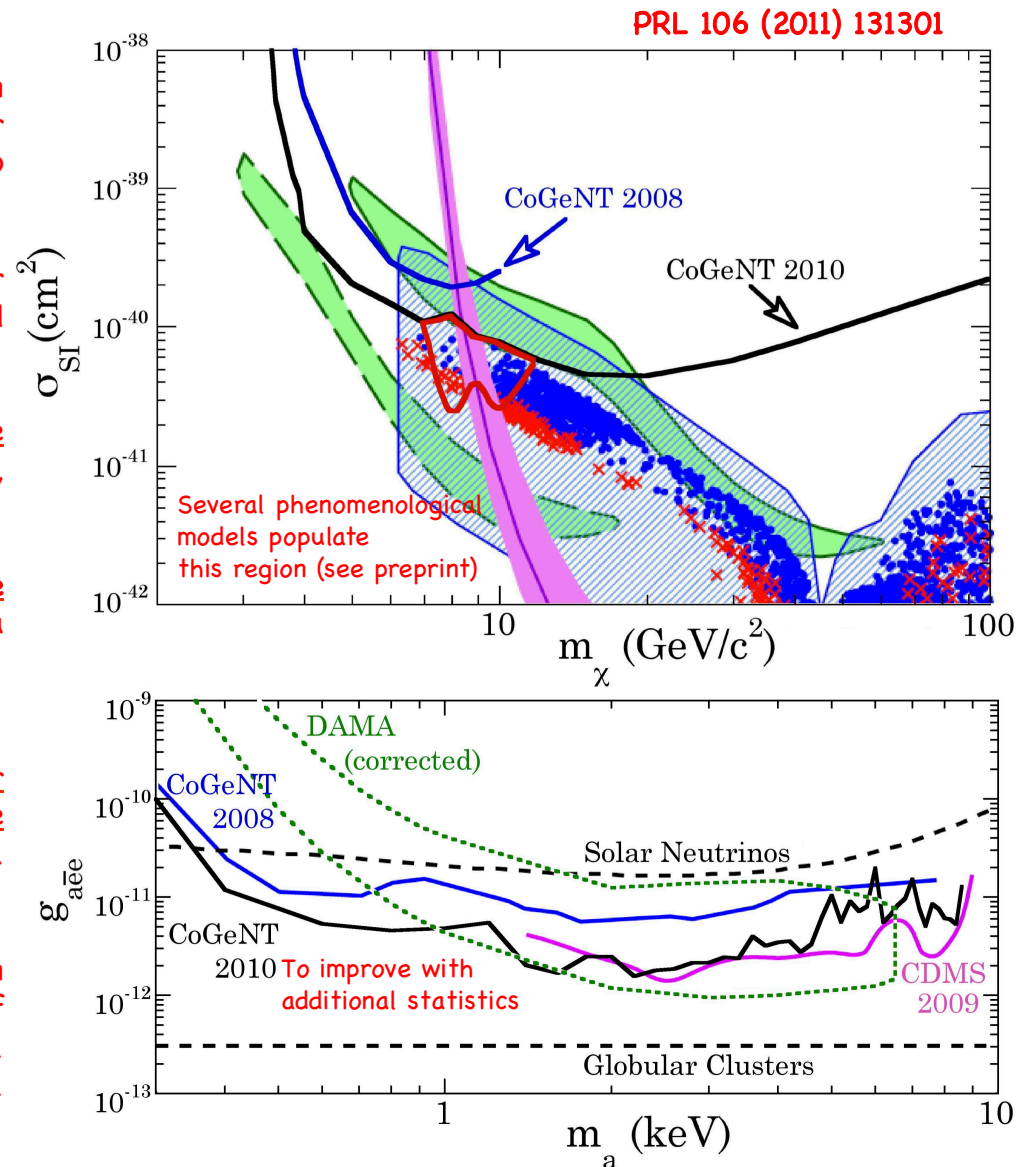 PRL 106 (2011) 131301
10^-38
10^-39
10^-40
10^-41
10^-42
σ_SI (cm^2)
CoGeNT 2008
CoGeNT 2010
Several phenomenological
models populate
this region (see preprint)
10
100
m_χ (GeV/c^2)
10^-9
10^-10
10^-11
10^-12
10^-13
g_aēe
DAMA
(corrected)
CoGeNT
2008
Solar Neutrinos
CoGeNT
2010
To improve with
additional statistics
CDMS
2009
Globular Clusters
1
10
m_a (keV)